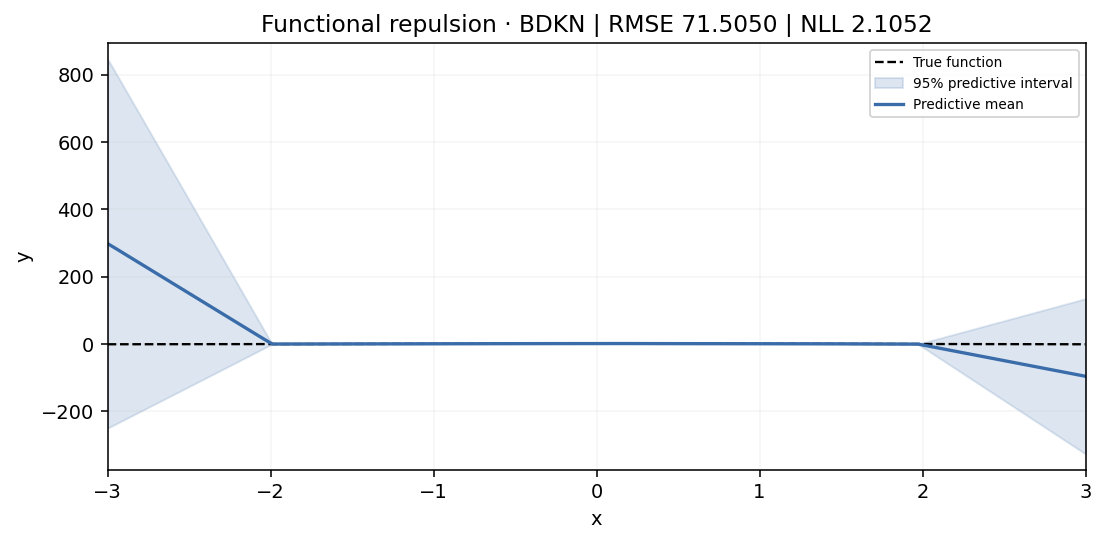 Functional repulsion · BDKN | RMSE 71.5050 | NLL 2.1052
True function
95% predictive interval
Predictive mean
800
600
400
200
0
−200
y
−3 −2 −1 0 1 2 3
x